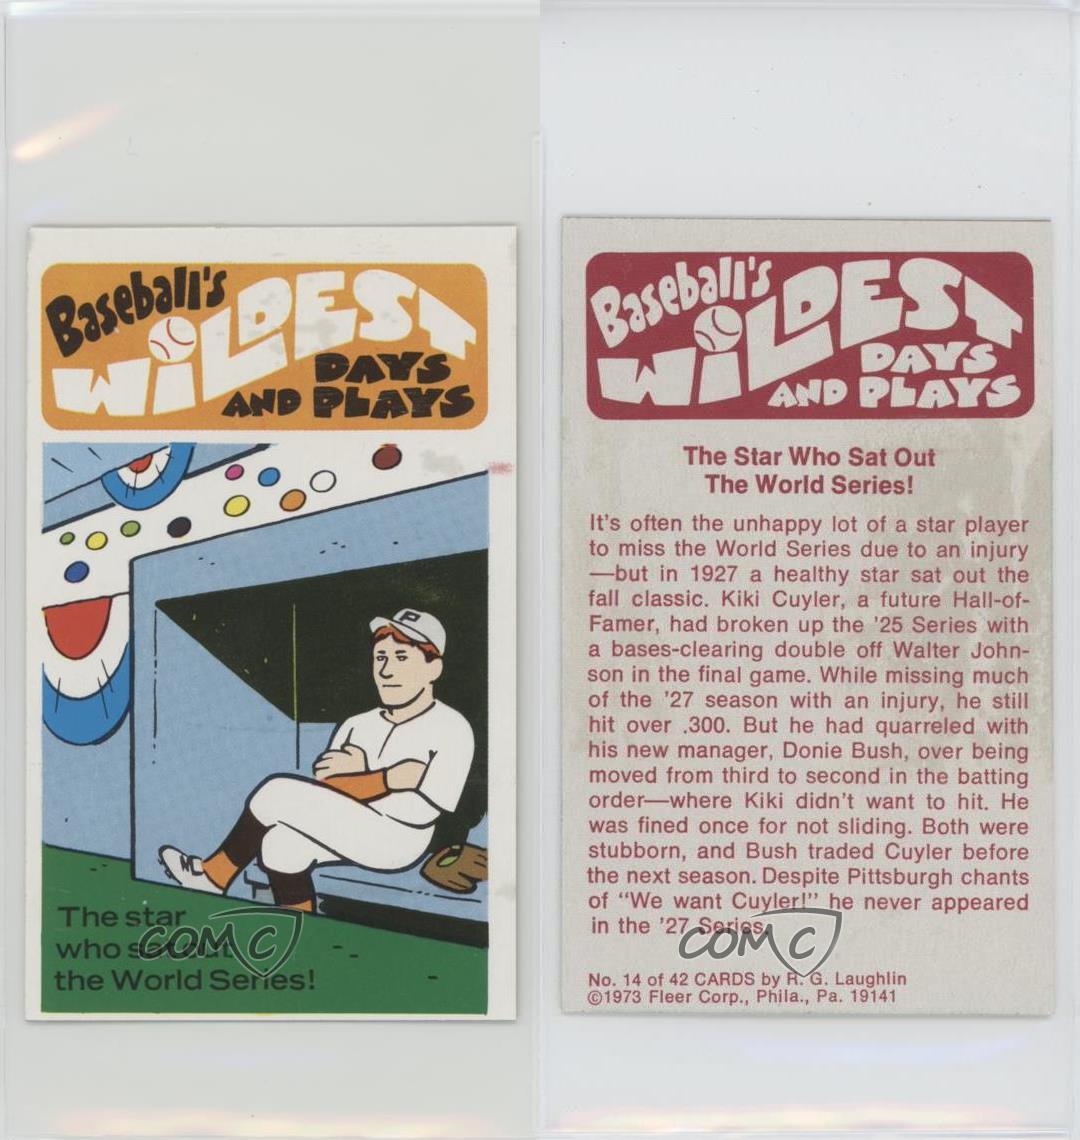 Baseball's
WiLDEST
DAYS
AND PLAYS
P
The star
who sat out
the World Series!
COMC
Baseball's
WiLDEST
DAYS
AND PLAYS
The Star Who Sat Out
The World Series!
It's often the unhappy lot of a star player
to miss the World Series due to an injury
—but in 1927 a healthy star sat out the
fall classic. Kiki Cuyler, a future Hall-of-
Famer, had broken up the '25 Series with
a bases-clearing double off Walter John-
son in the final game. While missing much
of the '27 season with an injury, he still
hit over .300. But he had quarreled with
his new manager, Donie Bush, over being
moved from third to second in the batting
order—where Kiki didn't want to hit. He
was fined once for not sliding. Both were
stubborn, and Bush traded Cuyler before
the next season. Despite Pittsburgh chants
of "We want Cuyler!" he never appeared
in the '27 Series.
COMC
No. 14 of 42 CARDS by R. G. Laughlin
©1973 Fleer Corp., Phila., Pa. 19141